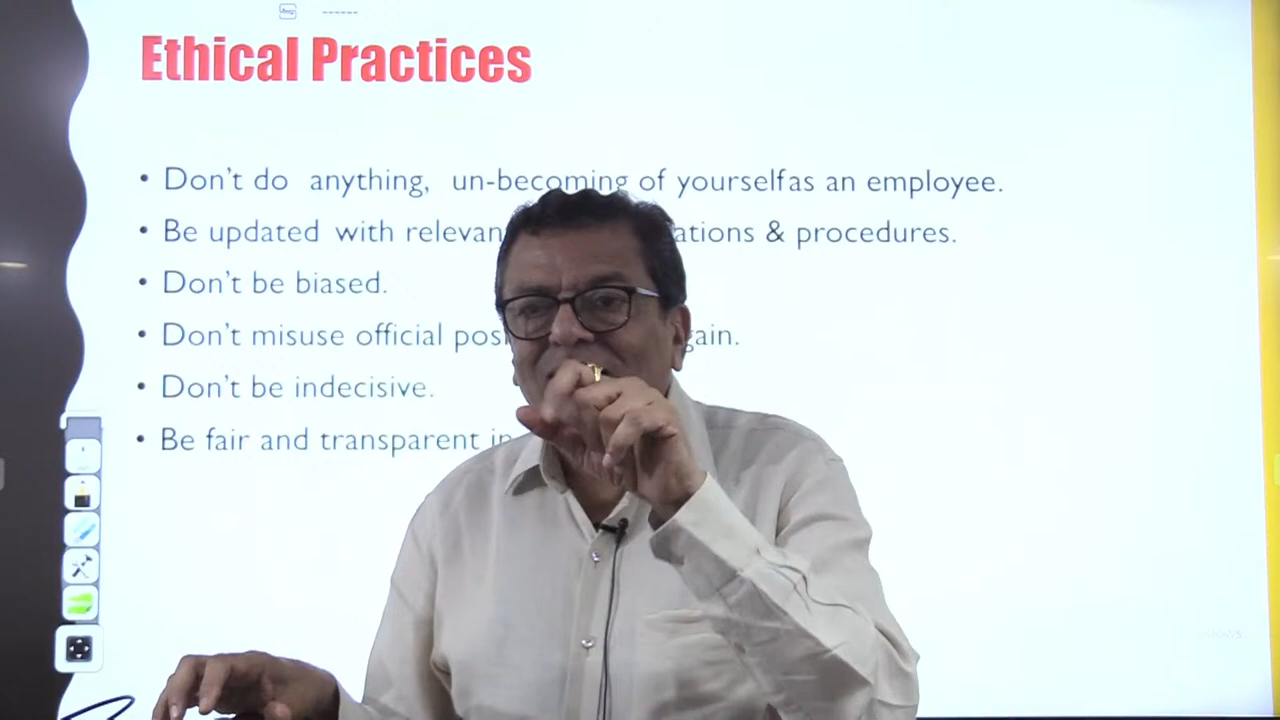 Ethical Practices
• Don't do anything, un-becoming of yourselfas an employee.
• Be updated with relevan ations & procedures.
• Don't be biased.
• Don't misuse official pos gain.
• Don't be indecisive.
• Be fair and transparent in